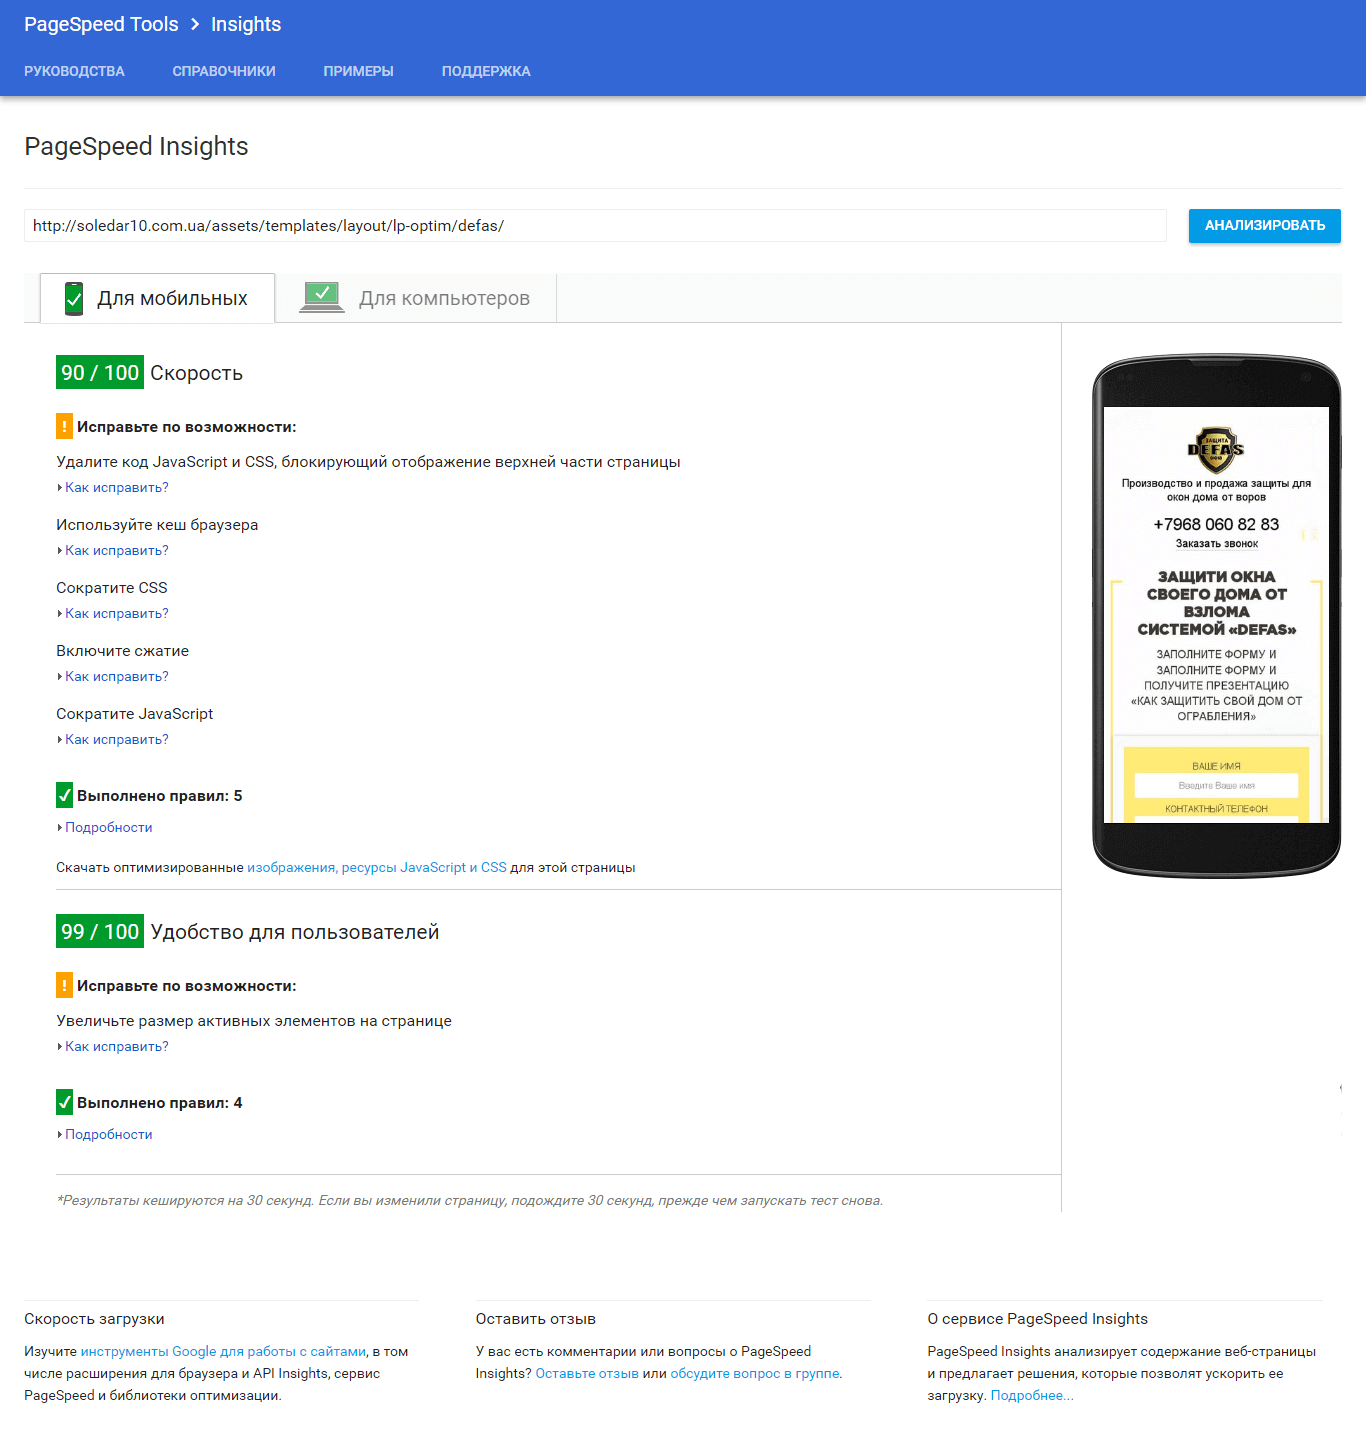 PageSpeed Tools > Insights
РУКОВОДСТВА СПРАВОЧНИКИ ПРИМЕРЫ ПОДДЕРЖКА
PageSpeed Insights
http://soledar10.com.ua/assets/templates/layout/lp-optim/defas/
АНАЛИЗИРОВАТЬ
Для мобильных
Для компьютеров
90 / 100 Скорость
! Исправьте по возможности:
Удалите код JavaScript и CSS, блокирующий отображение верхней части страницы
Как исправить?
Используйте кеш браузера
Как исправить?
Сократите CSS
Как исправить?
Включите сжатие
Как исправить?
Сократите JavaScript
Как исправить?
Выполнено правил: 5
Подробности
Скачать оптимизированные изображения, ресурсы JavaScript и CSS для этой страницы
99 / 100 Удобство для пользователей
! Исправьте по возможности:
Увеличьте размер активных элементов на странице
Как исправить?
Выполнено правил: 4
Подробности
*Результаты кешируются на 30 секунд. Если вы изменили страницу, подождите 30 секунд, прежде чем запускать тест снова.
ЗАЩИТА
DEFAS
ОКНА
Производство и продажа защиты для
окон дома от воров
+7968 060 82 83
Заказать звонок
ЗАЩИТИ ОКНА
СВОЕГО ДОМА ОТ
ВЗЛОМА
СИСТЕМОЙ «DEFAS»
ЗАПОЛНИТЕ ФОРМУ И
ЗАПОЛНИТЕ ФОРМУ И
ПОЛУЧИТЕ ПРЕЗЕНТАЦИЮ
«КАК ЗАЩИТИТЬ СВОЙ ДОМ ОТ
ОГРАБЛЕНИЯ»
ВАШЕ ИМЯ
Введите Ваше имя
КОНТАКТНЫЙ ТЕЛЕФОН
Скорость загрузки
Изучите инструменты Google для работы с сайтами, в том
числе расширения для браузера и API Insights, сервис
PageSpeed и библиотеки оптимизации.
Оставить отзыв
У вас есть комментарии или вопросы о PageSpeed
Insights? Оставьте отзыв или обсудите вопрос в группе.
О сервисе PageSpeed Insights
PageSpeed Insights анализирует содержание веб-страницы
и предлагает решения, которые позволят ускорить ее
загрузку. Подробнее...